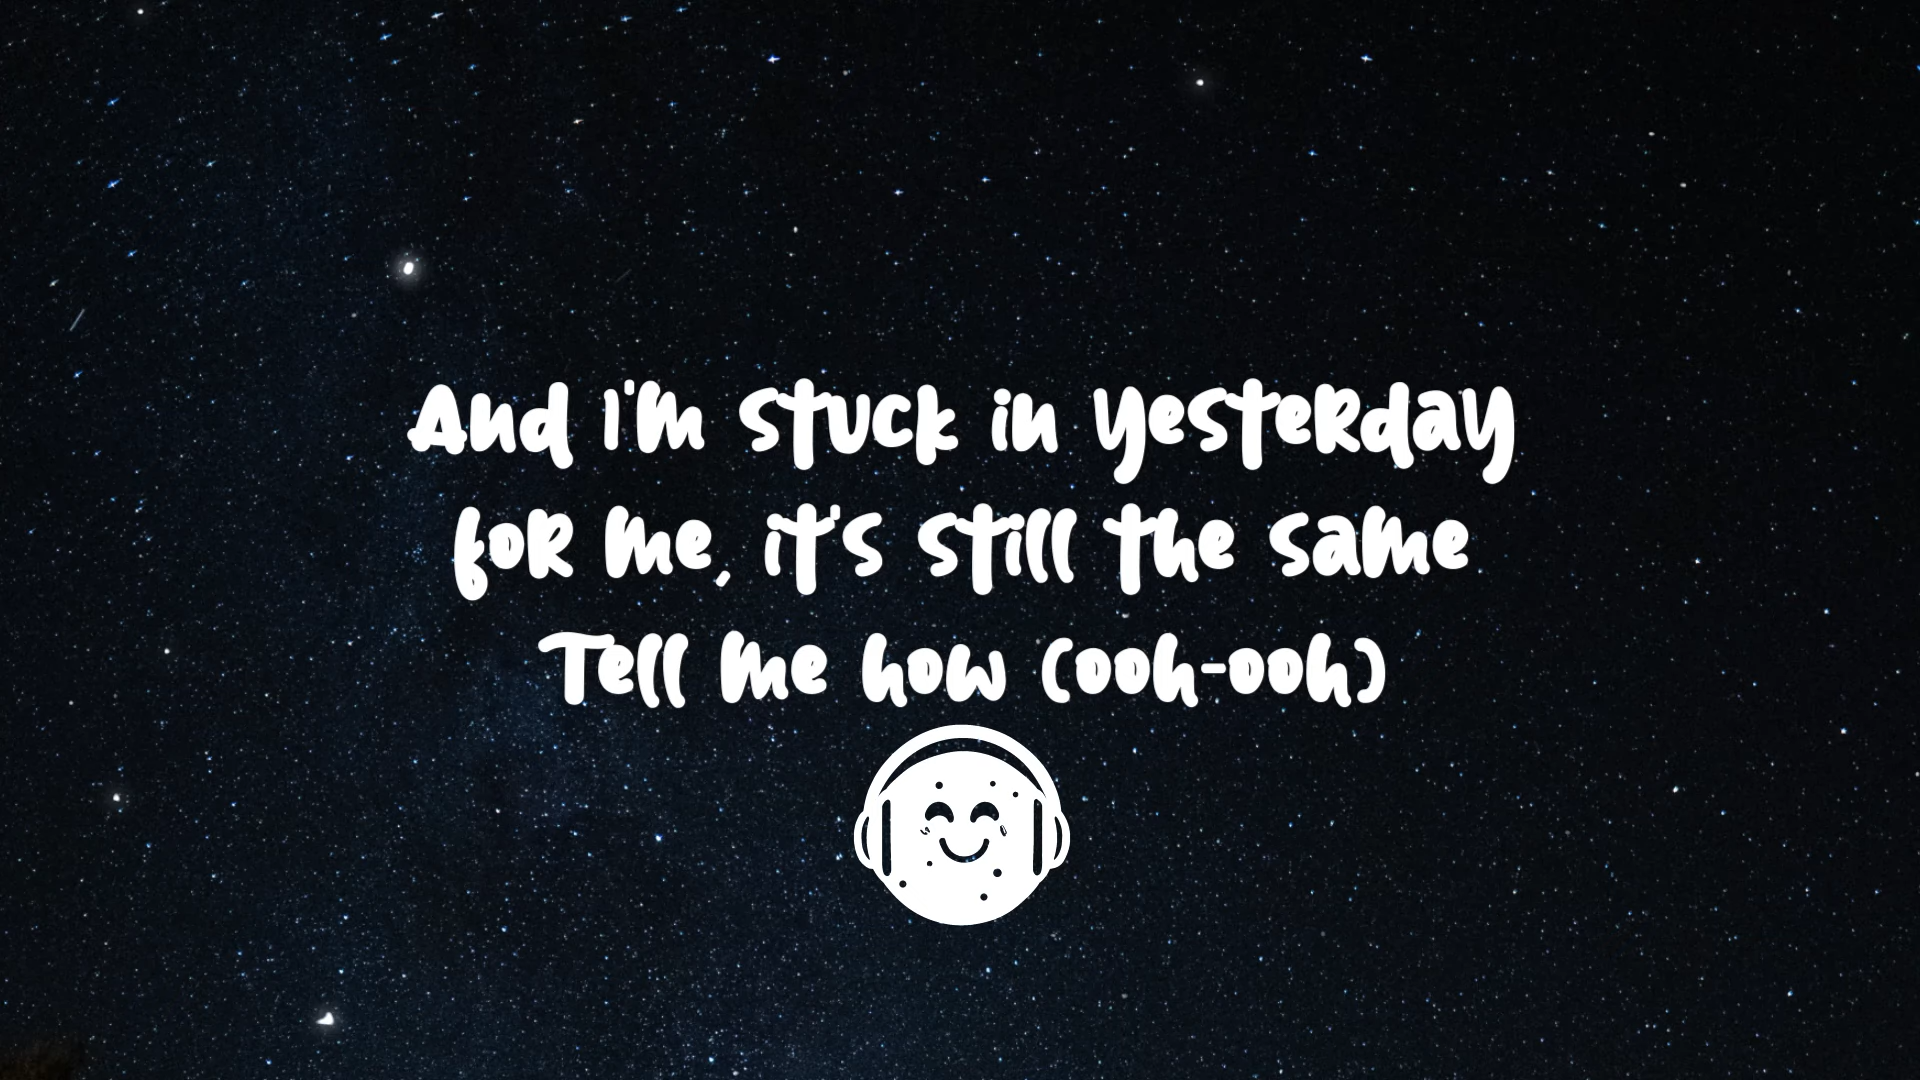 And I'm stuck in yesterday
for me, it's still the same
Tell me how (ooh-ooh)